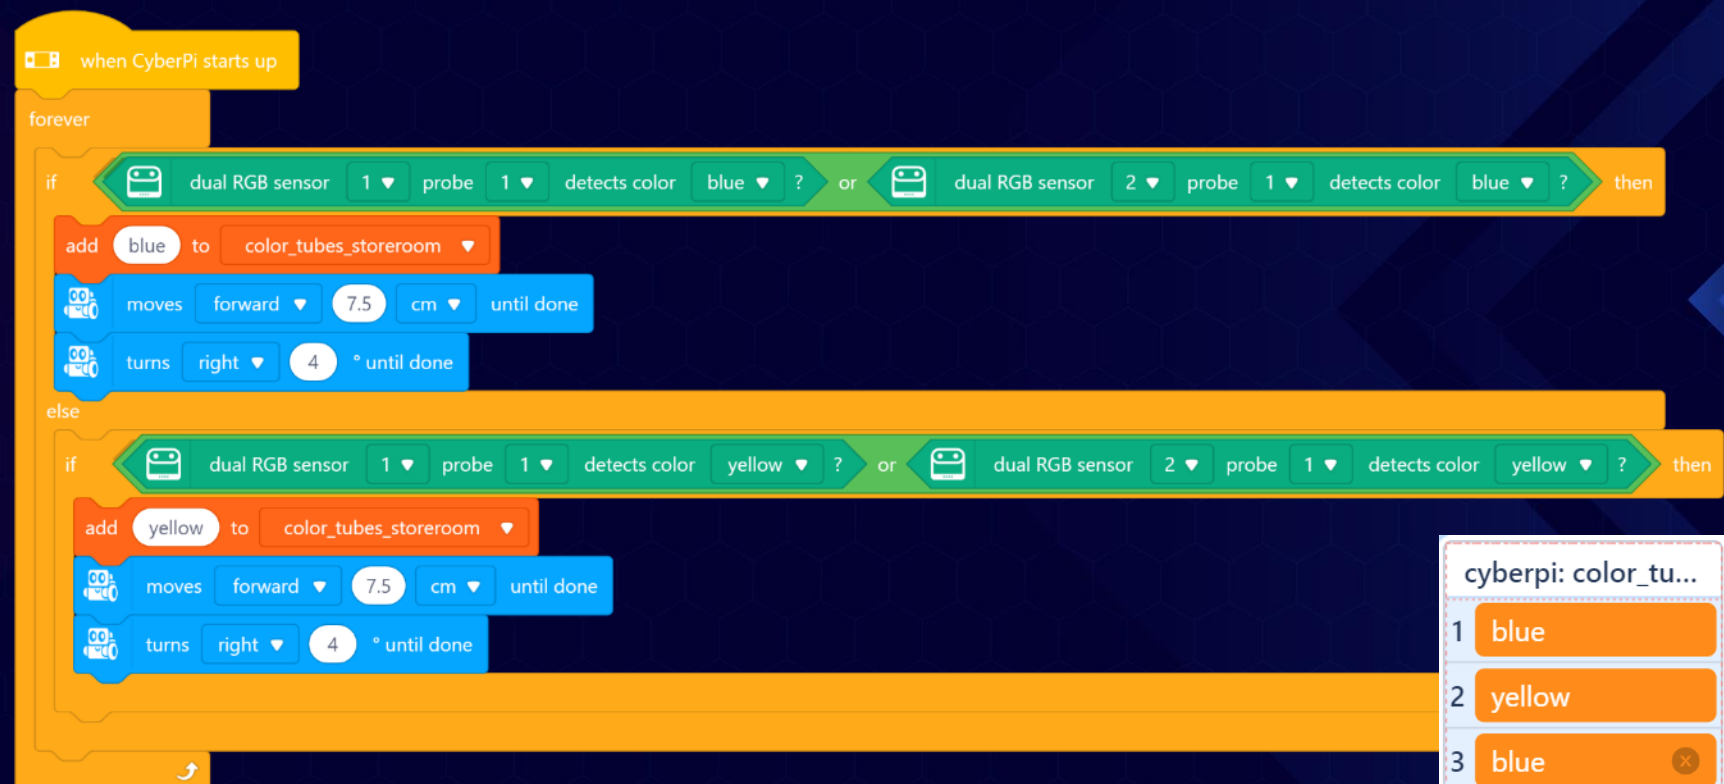 when CyberPi starts up
forever
if dual RGB sensor 1 probe 1 detects color blue ? or dual RGB sensor 2 probe 1 detects color blue ? then
add blue to color_tubes_storeroom
moves forward 7.5 cm until done
turns right 4 ° until done
else
if dual RGB sensor 1 probe 1 detects color yellow ? or dual RGB sensor 2 probe 1 detects color yellow ? then
add yellow to color_tubes_storeroom
moves forward 7.5 cm until done
turns right 4 ° until done
cyberpi: color_tu...
1 blue
2 yellow
3 blue